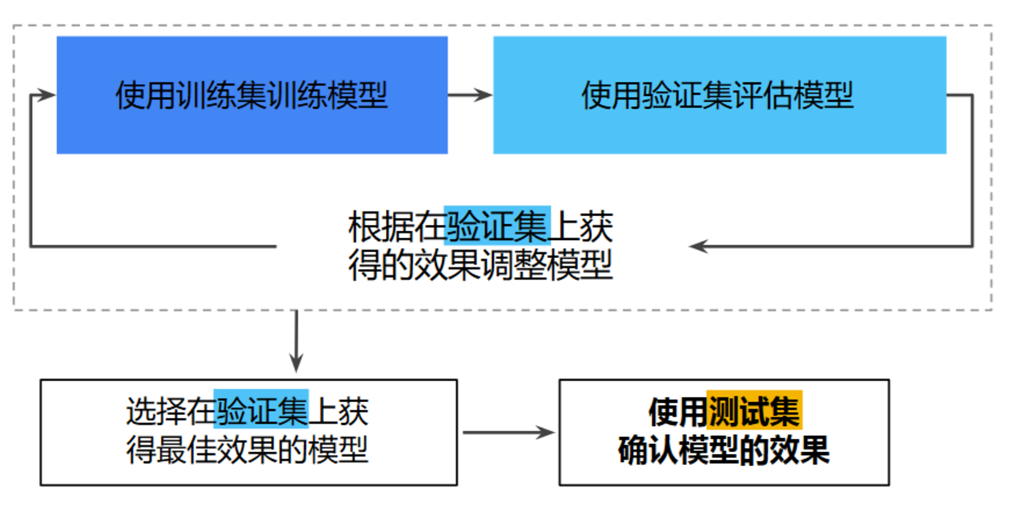 使用训练集训练模型
使用验证集评估模型
根据在验证集上获
得的效果调整模型
选择在验证集上获
得最佳效果的模型
使用测试集
确认模型的效果